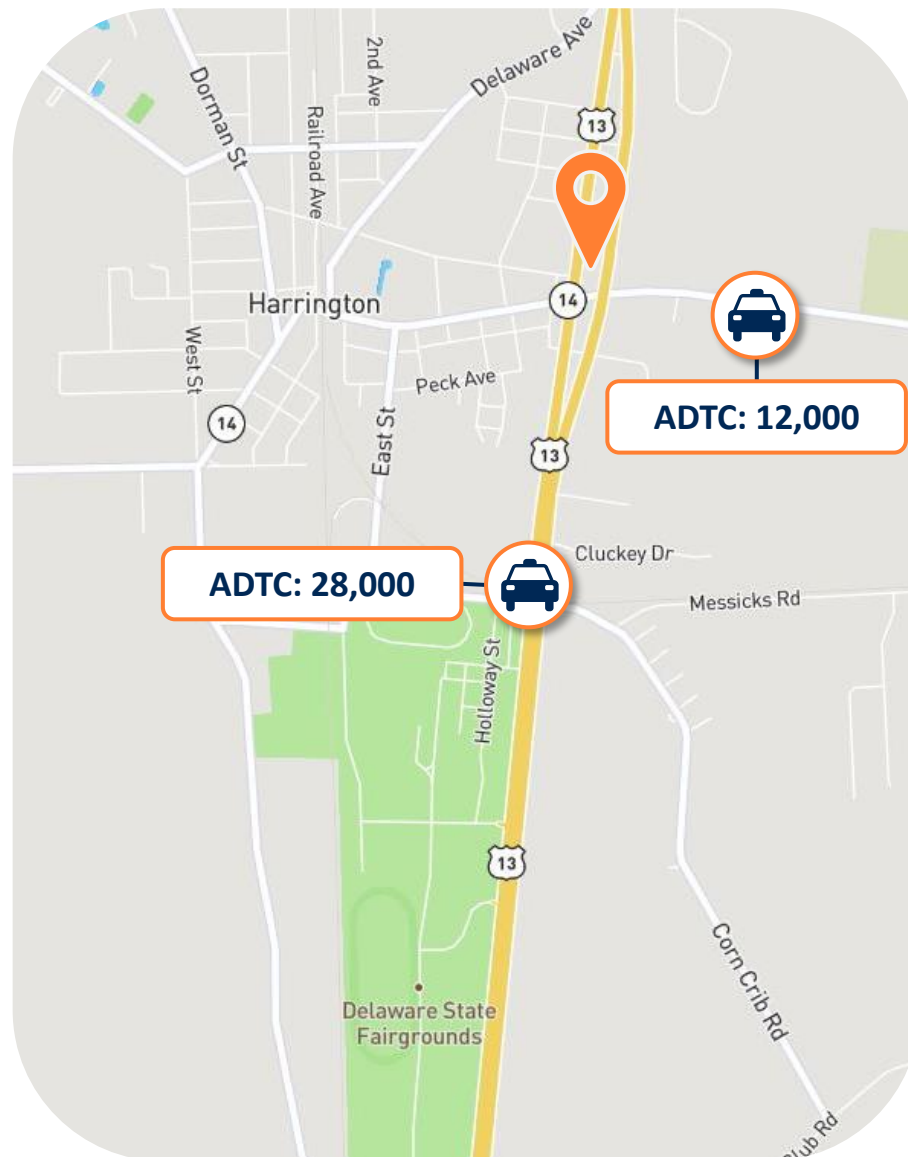 2nd Ave
Delaware Ave
Dorman St
Railroad Ave
13
Harrington
14
West St
Peck Ave
ADTC: 12,000
14
East St
13
Cluckey Dr
ADTC: 28,000
Messicks Rd
Holloway St
13
Corn Crib Rd
Delaware State
Fairgrounds
Club Rd